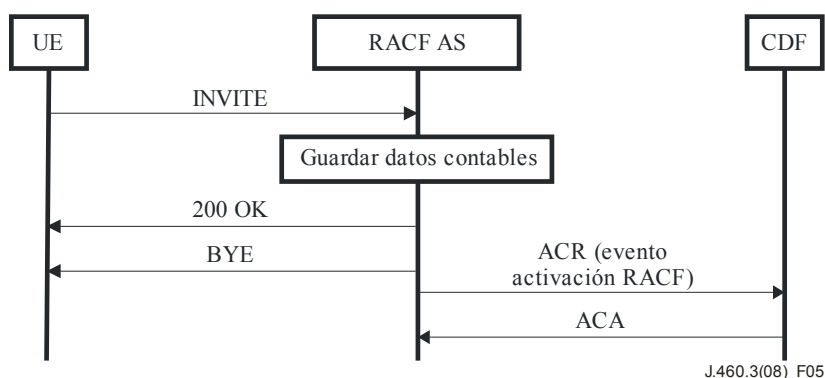 UE
RACF AS
CDF
INVITE
Guardar datos contables
200 OK
BYE
ACR (evento
activación RACF)
ACA
J.460.3(08)_F05